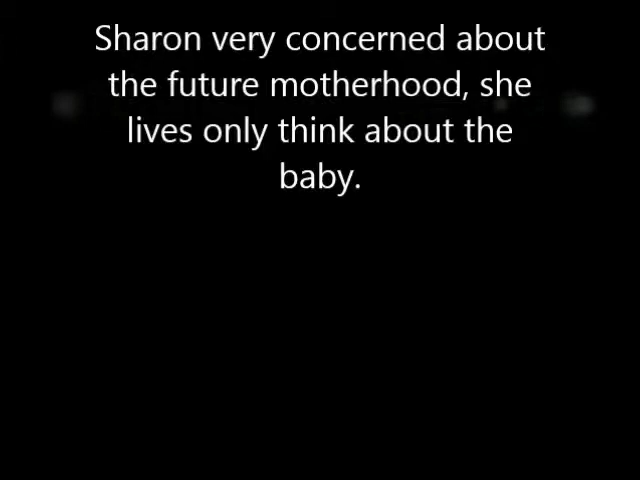 Sharon very concerned about
the future motherhood, she
lives only think about the
baby.